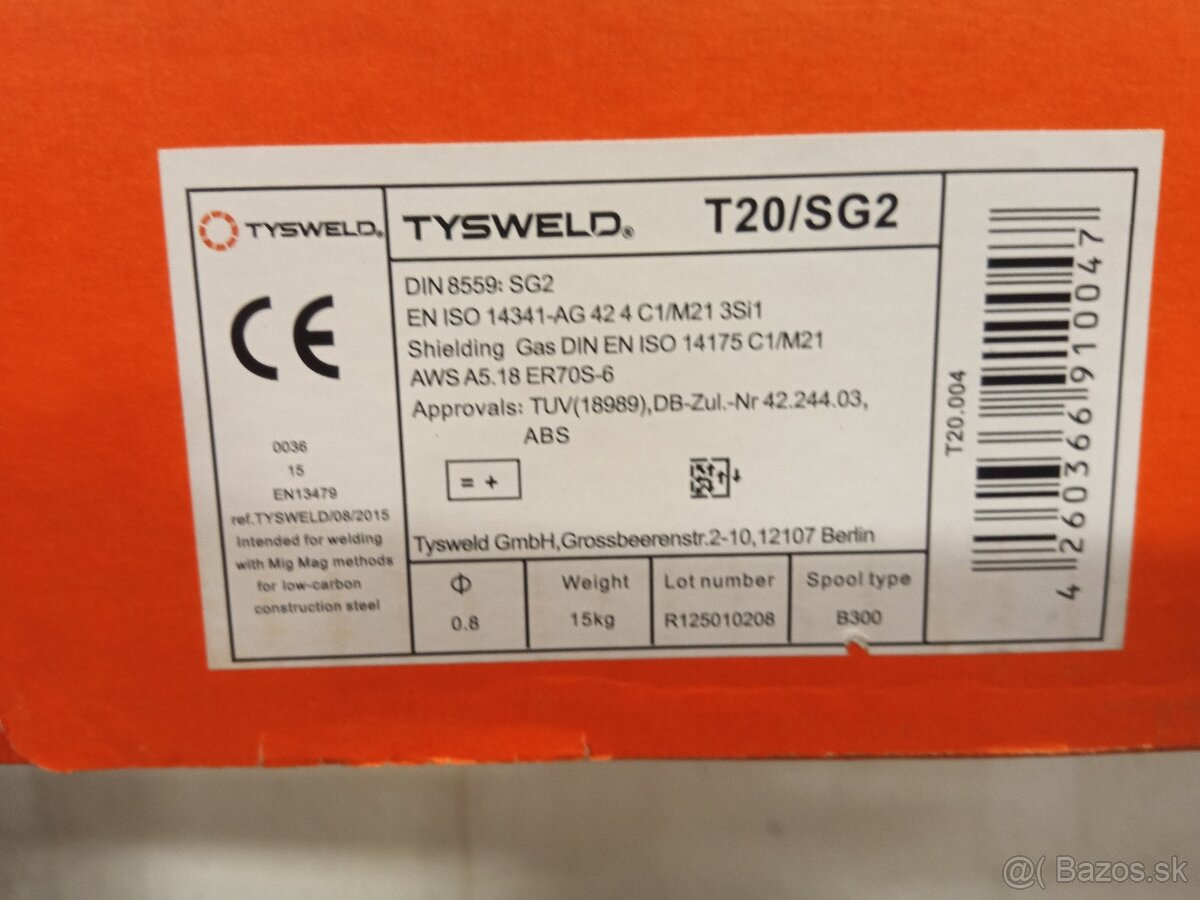 TYSWELD®
0036
15
EN13479
ref.TYSWELD/08/2015
Intended for welding
with Mig Mag methods
for low-carbon
construction steel
TYSWELD® T20/SG2
DIN 8559: SG2
EN ISO 14341-AG 42 4 C1/M21 3Si1
Shielding Gas DIN EN ISO 14175 C1/M21
AWS A5.18 ER70S-6
Approvals: TUV(18989),DB-Zul.-Nr 42.244.03,
ABS
= +
Tysweld GmbH,Grossbeerenstr.2-10,12107 Berlin
Φ Weight Lot number Spool type
0.8 15kg R125010208 B300
T20.004
4260366910047
@( Bazos.sk